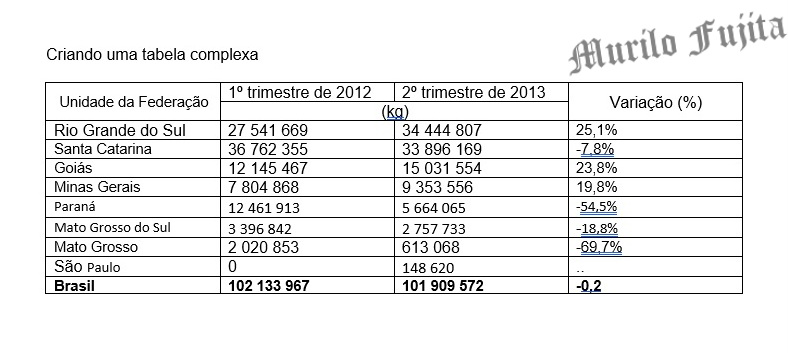 Murilo Fujita
Criando uma tabela complexa
Unidade da Federação 1º trimestre de 2012 2º trimestre de 2013 Variação (%)
(kg)
Rio Grande do Sul 27 541 669 34 444 807 25,1%
Santa Catarina 36 762 355 33 896 169 -7,8%
Goiás 12 145 467 15 031 554 23,8%
Minas Gerais 7 804 868 9 353 556 19,8%
Paraná 12 461 913 5 664 065 -54,5%
Mato Grosso do Sul 3 396 842 2 757 733 -18,8%
Mato Grosso 2 020 853 613 068 -69,7%
São Paulo 0 148 620 ..
Brasil 102 133 967 101 909 572 -0,2